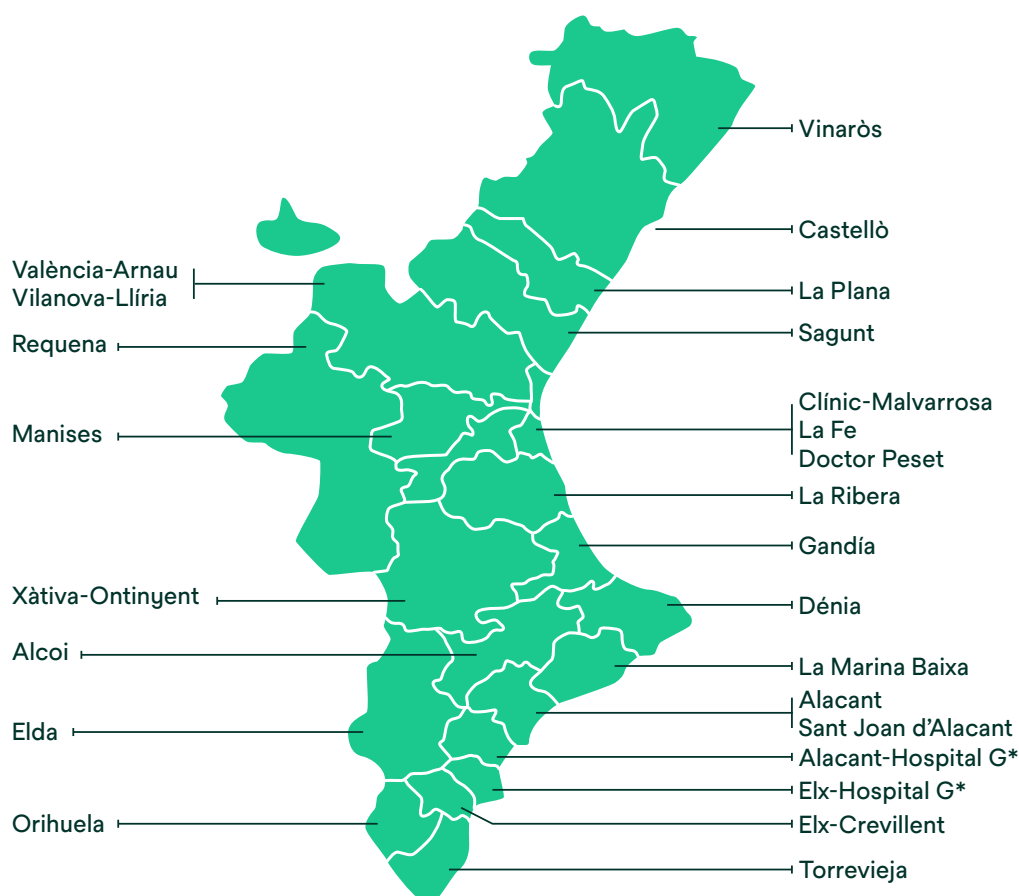 Vinaròs
Castellò
La Plana
Sagunt
Clínic-Malvarrosa
La Fe
Doctor Peset
La Ribera
Gandía
Dénia
La Marina Baixa
Alacant
Sant Joan d'Alacant
Alacant-Hospital G*
Elx-Hospital G*
Elx-Crevillent
Torrevieja
València-Arnau
Vilanova-Llíria
Requena
Manises
Xàtiva-Ontinyent
Alcoi
Elda
Orihuela